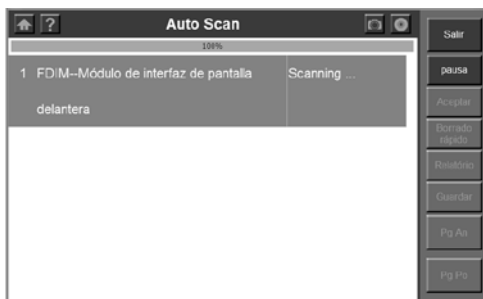 ? Auto Scan
100%
1 FDIM--Módulo de interfaz de pantalla
delantera
Scanning ...
Salir
pausa
Aceptar
Borrado
rápido
Relatório
Guardar
Pg An
Pg Po